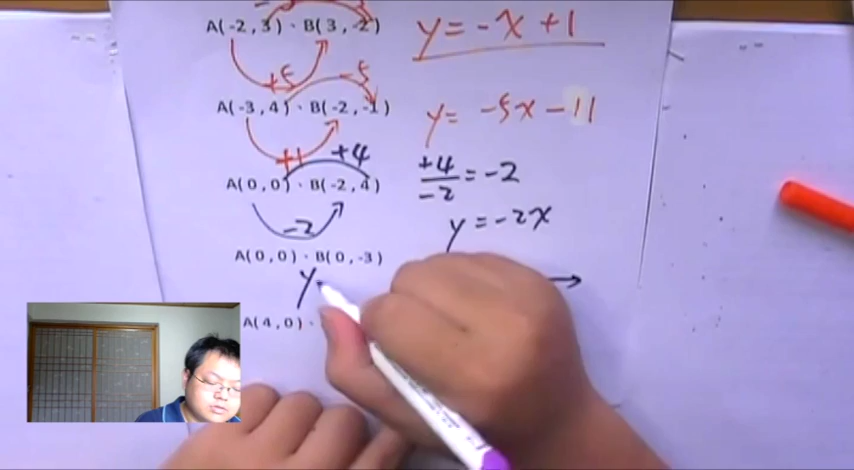 A(-2,3)・B(3,-2)
y=-x+1
+5
-5
A(-3,4)・B(-2,-1)
y=-5x-11
+1
+4
A(0,0)・B(-2,4)
+4/-2=-2
-2
y=-2x
A(0,0)・B(0,-3)
y
A(4,0)・